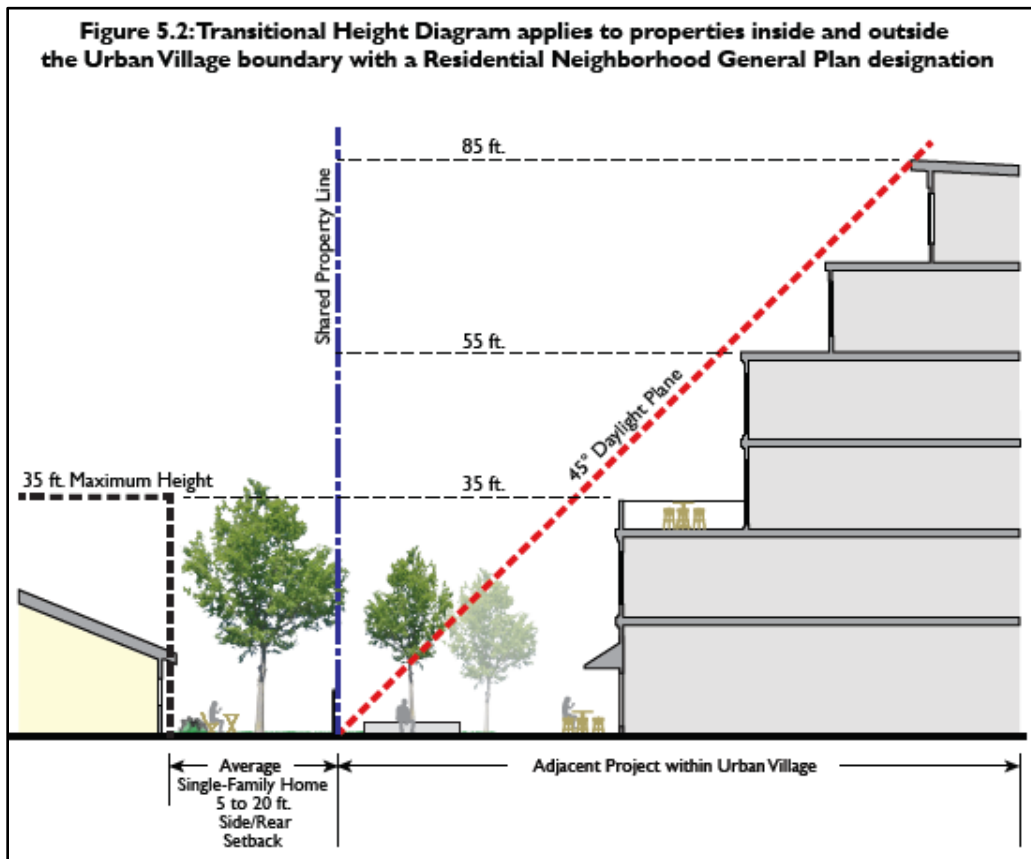 Figure 5.2: Transitional Height Diagram applies to properties inside and outside
the Urban Village boundary with a Residential Neighborhood General Plan designation
85 ft.
Shared Property Line
55 ft.
45° Daylight Plane
35 ft. Maximum Height
35 ft.
Average
Single-Family Home
5 to 20 ft.
Side/Rear
Setback
Adjacent Project within Urban Village